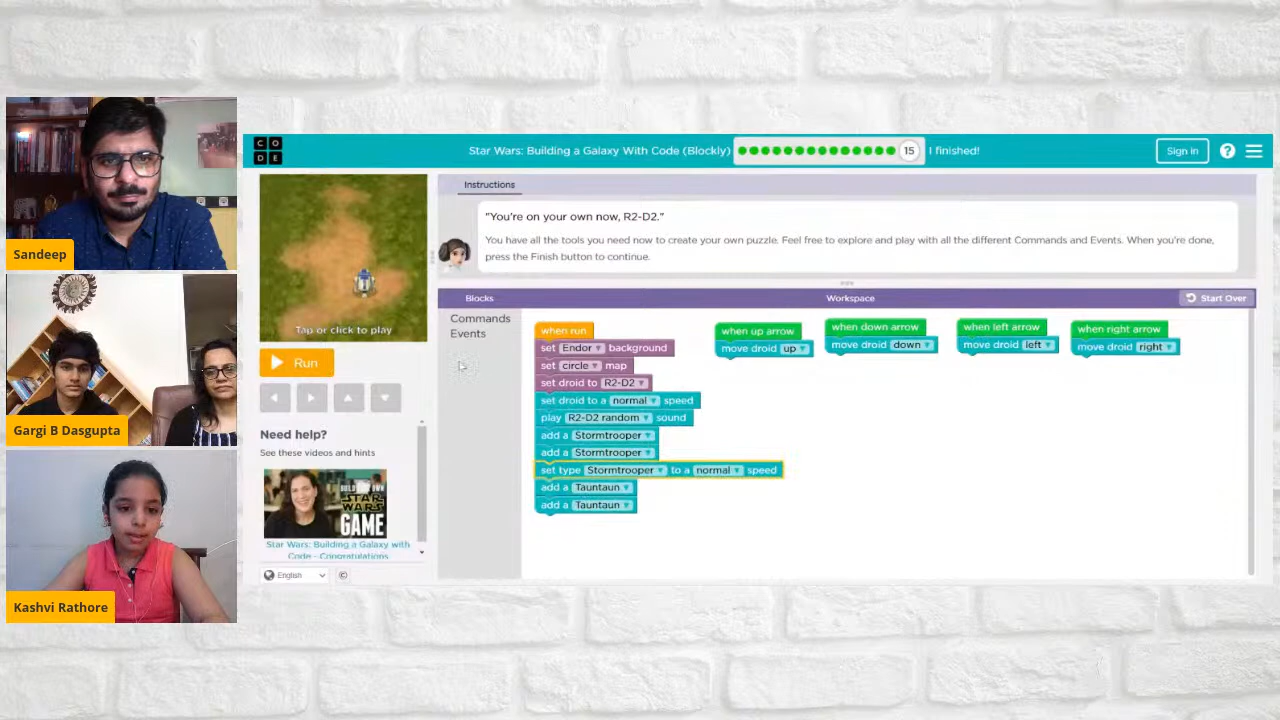 Sandeep
Gargi B Dasgupta
Kashvi Rathore
C O
D E
Star Wars: Building a Galaxy With Code (Blockly)
15
I finished!
Sign in
?
Tap or click to play
Run
Need help?
See these videos and hints
BUILD YOUR OWN
STAR
WARS
GAME
Star Wars: Building a Galaxy with
Code - Congratulations
English
©
Instructions
"You're on your own now, R2-D2."
You have all the tools you need now to create your own puzzle. Feel free to explore and play with all the different Commands and Events. When you're done,
press the Finish button to continue.
Blocks
Workspace
Start Over
Commands
Events
when run
set Endor background
set circle map
set droid to R2-D2
set droid to a normal speed
play R2-D2 random sound
add a Stormtrooper
add a Stormtrooper
set type Stormtrooper to a normal speed
add a Tauntaun
add a Tauntaun
when up arrow
move droid up
when down arrow
move droid down
when left arrow
move droid left
when right arrow
move droid right